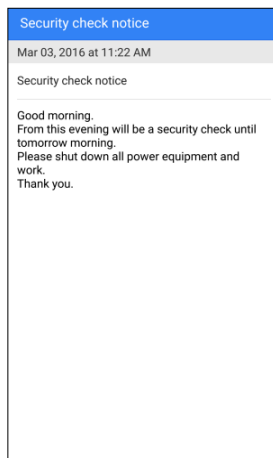 Security check notice
Mar 03, 2016 at 11:22 AM
Security check notice
Good morning.
From this evening will be a security check until
tomorrow morning.
Please shut down all power equipment and
work.
Thank you.